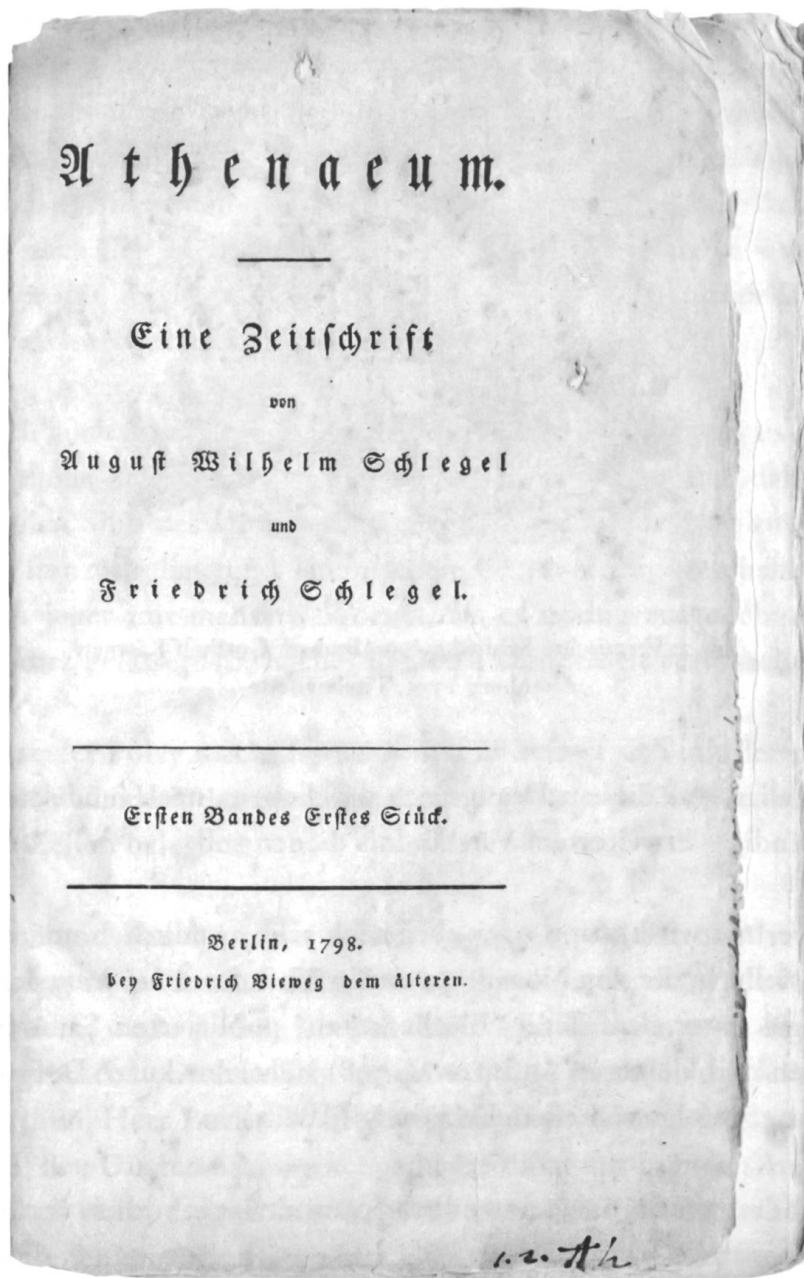 Athenaeum.
Eine Zeitschrift
von
August Wilhelm Schlegel
und
Friedrich Schlegel.
Ersten Bandes Erstes Stück.
Berlin, 1798.
bey Friedrich Vieweg dem älteren.